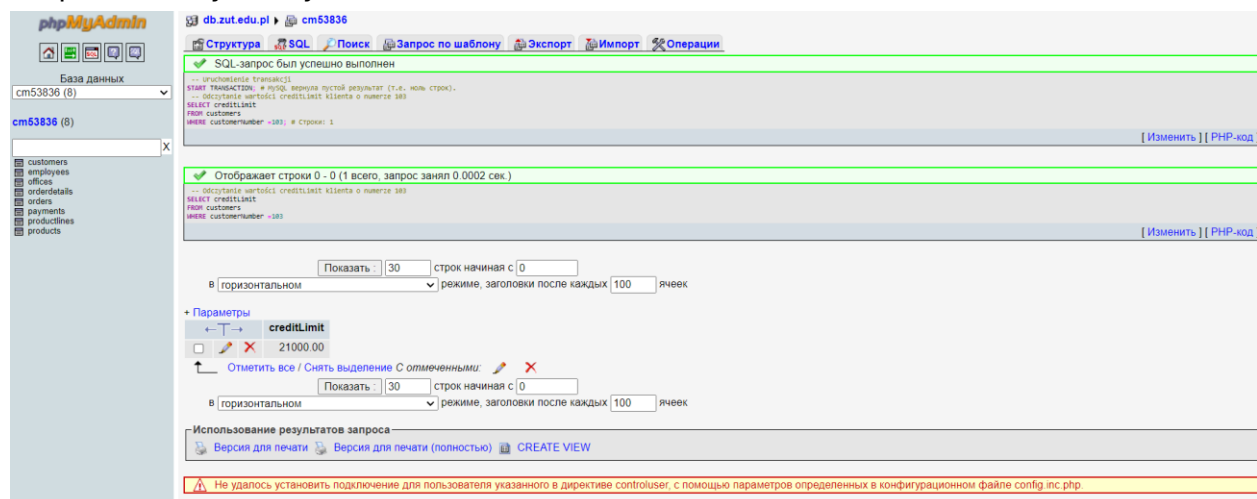 phpMyAdmin
База данных
cm53836 (8)
cm53836 (8)
X
customers
employees
offices
orderdetails
orders
payments
productlines
products
db.zut.edu.pl ▸ cm53836
Структура SQL Поиск Запрос по шаблону Экспорт Импорт Операции
SQL-запрос был успешно выполнен
-- Uruchomienie transakcji
START TRANSACTION; # MySQL вернула пустой результат (т.е. ноль строк).
-- Odczytanie wartości creditLimit klienta o numerze 103
SELECT creditLimit
FROM customers
WHERE customerNumber =103; # Строки: 1
[ Изменить ] [ PHP-код
Отображает строки 0 - 0 (1 всего, запрос занял 0.0002 сек.)
-- Odczytanie wartości creditLimit klienta o numerze 103
SELECT creditLimit
FROM customers
WHERE customerNumber =103
[ Изменить ] [ PHP-код
Показать : 30 строк начиная с 0
в горизонтальном режиме, заголовки после каждых 100 ячеек
+ Параметры
←T→ creditLimit
21000.00
Отметить все / Снять выделение С отмеченными:
Показать : 30 строк начиная с 0
в горизонтальном режиме, заголовки после каждых 100 ячеек
Использование результатов запроса
Версия для печати Версия для печати (полностью) CREATE VIEW
Не удалось установить подключение для пользователя указанного в директиве controluser, с помощью параметров определенных в конфигурационном файле config.inc.php.